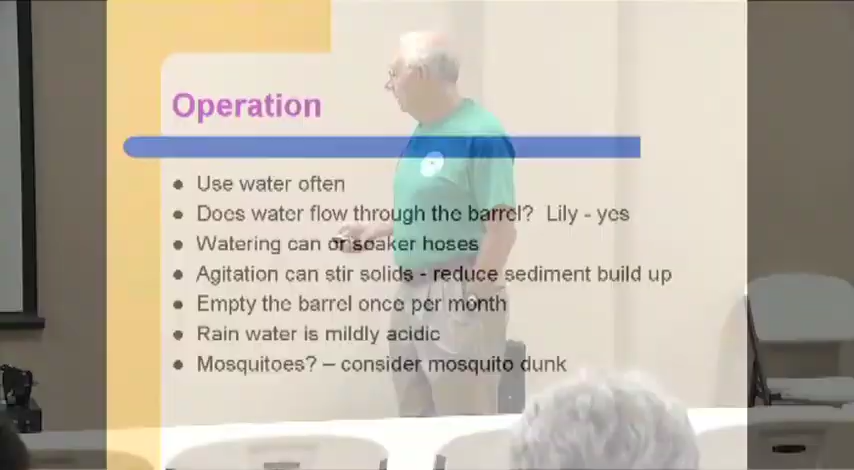 Operation
Use water often
Does water flow through the barrel? Lily - yes
Watering can or soaker hoses
Agitation can stir solids - reduce sediment build up
Empty the barrel once per month
Rain water is mildly acidic
Mosquitoes? – consider mosquito dunk